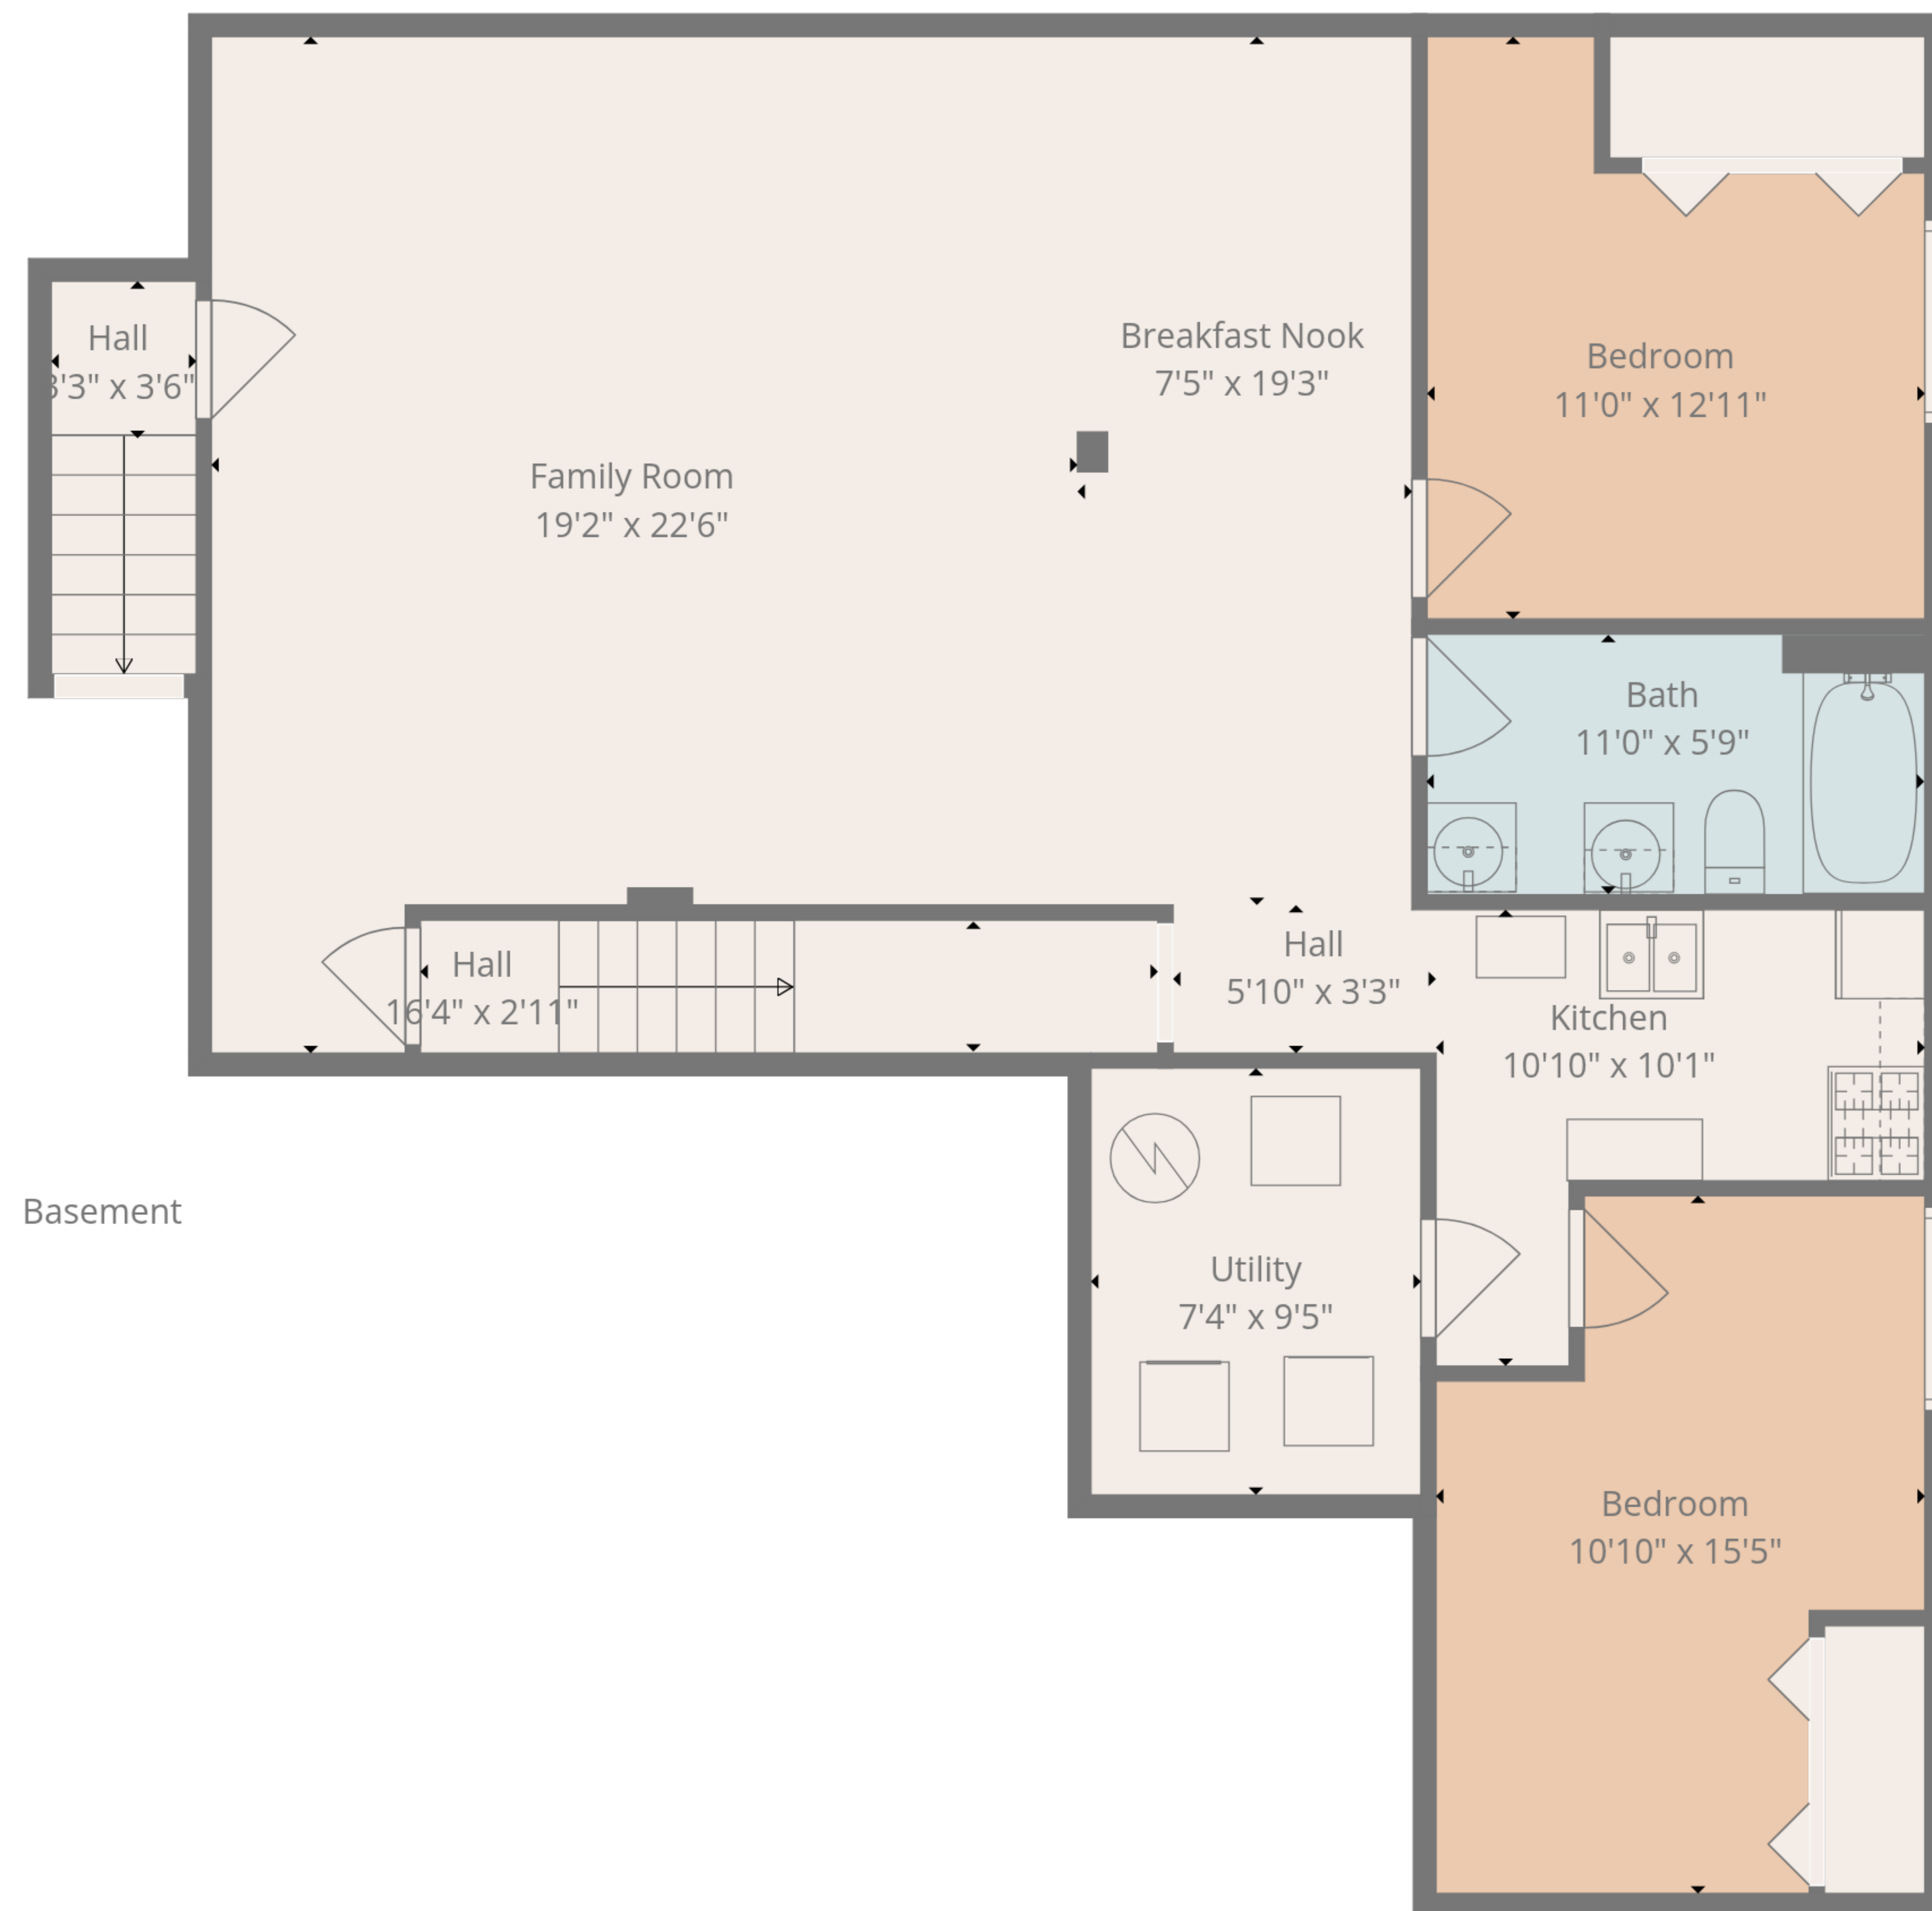 Hall
3'3" x 3'6"
Breakfast Nook
7'5" x 19'3"
Bedroom
11'0" x 12'11"
Family Room
19'2" x 22'6"
Bath
11'0" x 5'9"
Hall
16'4" x 2'11"
Hall
5'10" x 3'3"
Kitchen
10'10" x 10'1"
Basement
Utility
7'4" x 9'5"
Bedroom
10'10" x 15'5"